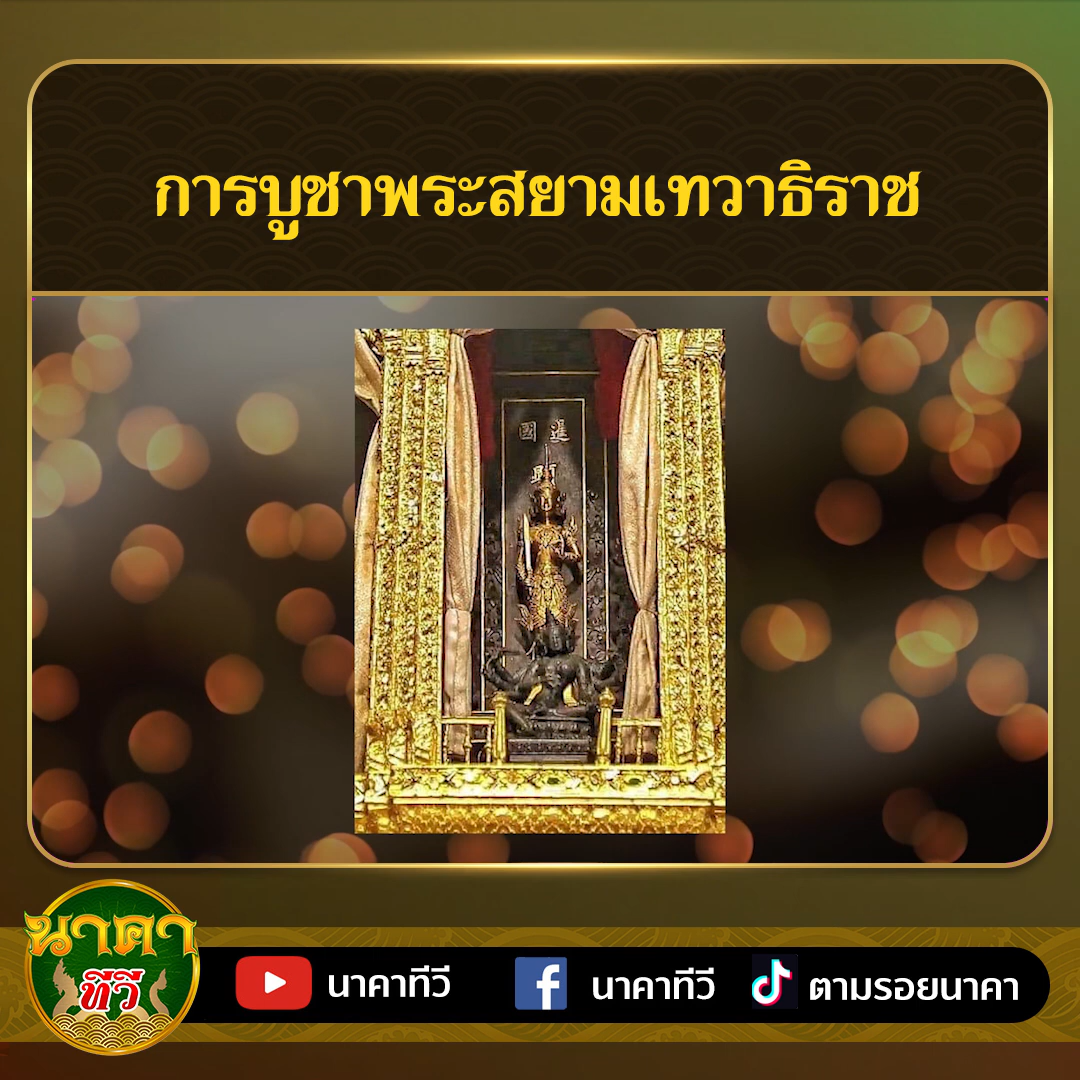 การบูชาพระสยามเทวาธิราช
นาคา
ทีวี
นาคาทีวี
นาคาทีวี
ตามรอยนาคา